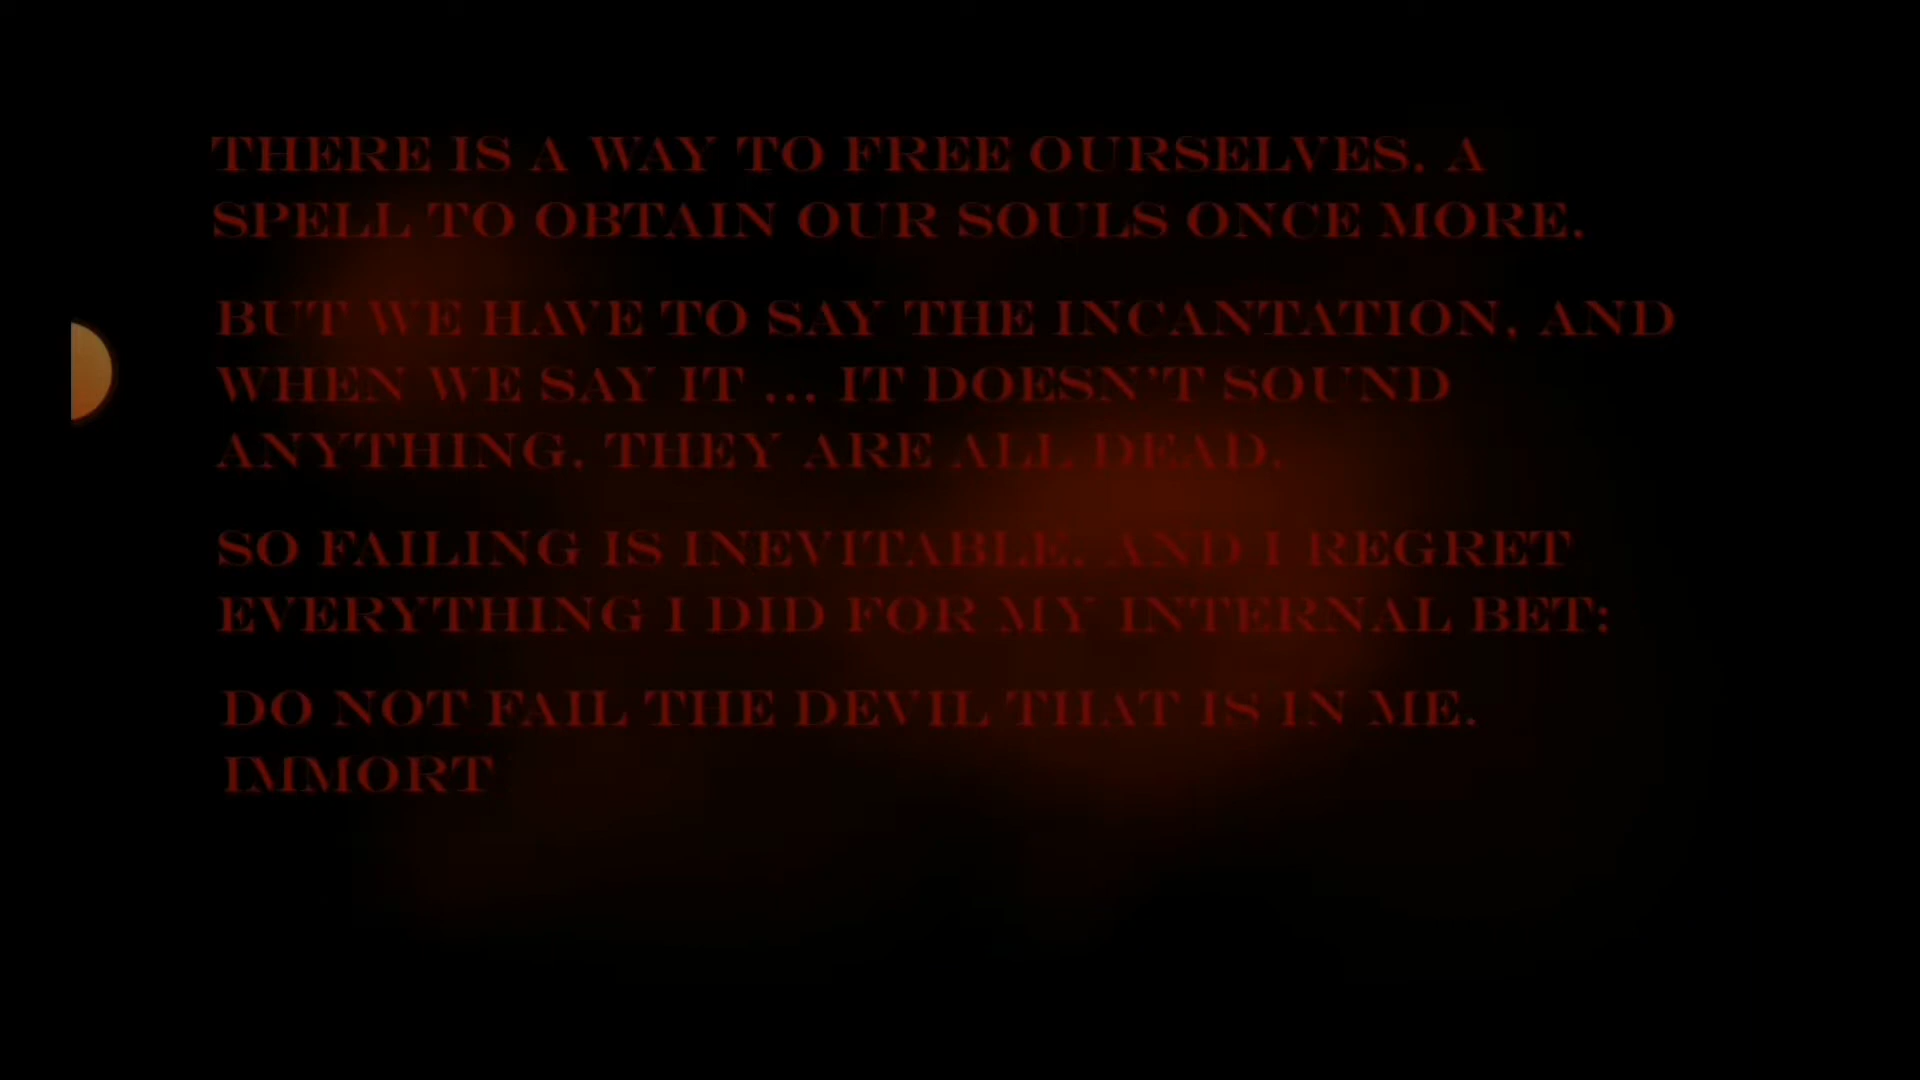 THERE IS A WAY TO FREE OURSELVES. A
SPELL TO OBTAIN OUR SOULS ONCE MORE.
BUT WE HAVE TO SAY THE INCANTATION, AND
WHEN WE SAY IT ... IT DOESN'T SOUND
ANYTHING. THEY ARE ALL DEAD.
SO FAILING IS INEVITABLE. AND I REGRET
EVERYTHING I DID FOR MY INTERNAL BET:
DO NOT FAIL THE DEVIL THAT IS IN ME.
IMMORT